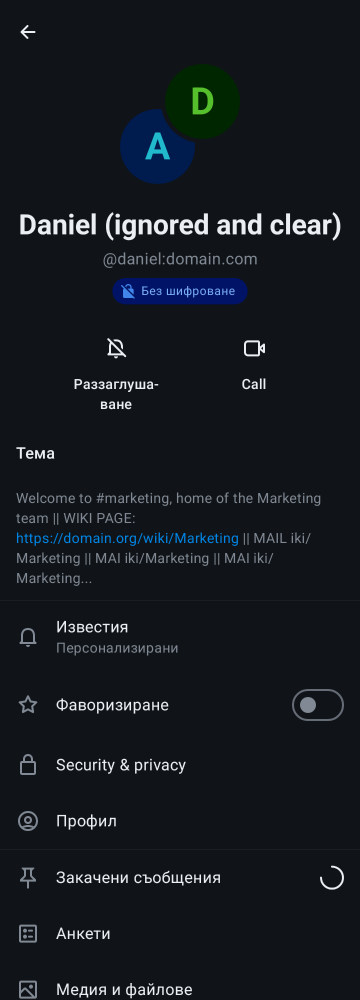 D
A
Daniel (ignored and clear)
@daniel:domain.com
Без шифроване
Раззаглуша-
ване
Call
Тема
Welcome to #marketing, home of the Marketing
team || WIKI PAGE:
https://domain.org/wiki/Marketing || MAIL iki/
Marketing || MAI iki/Marketing || MAI iki/
Marketing...
Известия
Персонализирани
Фаворизиране
Security & privacy
Профил
Закачени съобщения
Анкети
Медия и файлове